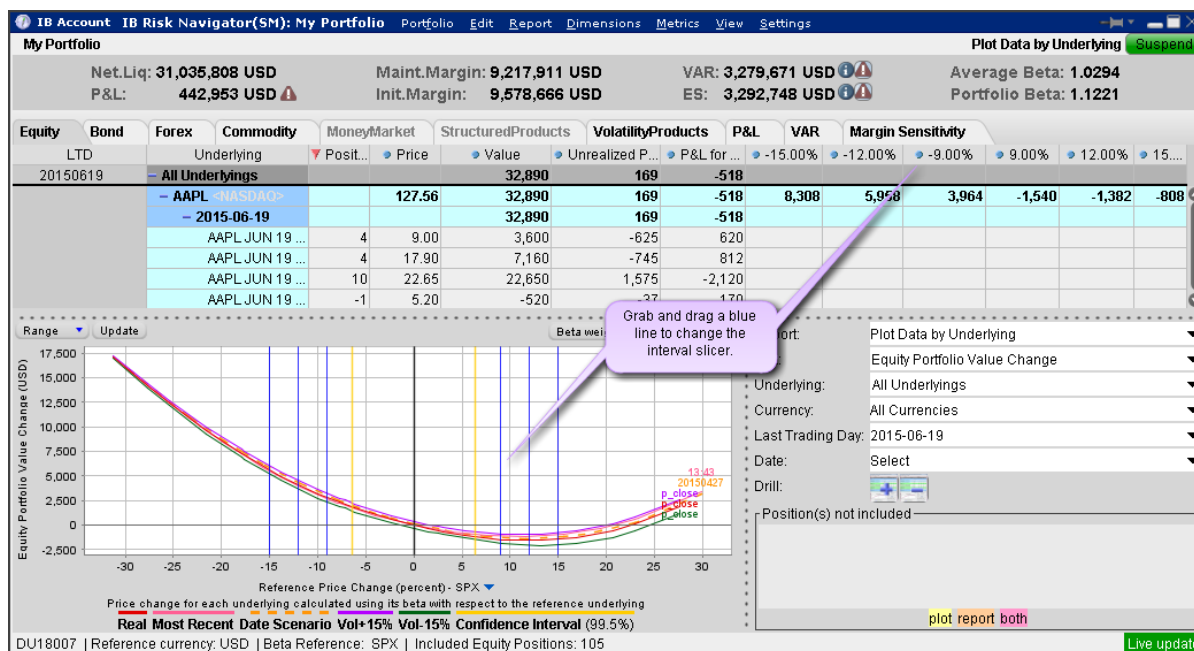 IB Account IB Risk Navigator(SM): My Portfolio Portfolio Edit Report Dimensions Metrics View Settings
My Portfolio Plot Data by Underlying Suspend
Net.Liq: 31,035,808 USD Maint.Margin: 9,217,911 USD VAR: 3,279,671 USD Average Beta: 1.0294
P&L: 442,953 USD Init.Margin: 9,578,666 USD ES: 3,292,748 USD Portfolio Beta: 1.1221
Equity Bond Forex Commodity MoneyMarket StructuredProducts VolatilityProducts P&L VAR Margin Sensitivity
LTD Underlying Posit... Price Value Unrealized P... P&L for ... -15.00% -12.00% -9.00% 9.00% 12.00% 15....
20150619 All Underlyings 32,890 169 -518
AAPL <NASDAQ> 127.56 32,890 169 -518 8,308 5,958 3,964 -1,540 -1,382 -808
2015-06-19 32,890 169 -518
AAPL JUN 19 ... 4 9.00 3,600 -625 620
AAPL JUN 19 ... 4 17.90 7,160 -745 812
AAPL JUN 19 ... 10 22.65 22,650 1,575 -2,120
AAPL JUN 19 ... -1 5.20 -520 -37 170
Grab and drag a blue
line to change the
interval slicer.
Range Update
17,500
15,000
12,500
10,000
7,500
5,000
2,500
0
-2,500
Equity Portfolio Value Change (USD)
13:43
20150427
p_close
p_close
p_close
-30 -25 -20 -15 -10 -5 0 5 10 15 20 25 30
Reference Price Change (percent) - SPX
Price change for each underlying calculated using its beta with respect to the reference underlying
Real Most Recent Date Scenario Vol+15% Vol-15% Confidence Interval (99.5%)
Plot Data by Underlying
Equity Portfolio Value Change
Underlying: All Underlyings
Currency: All Currencies
Last Trading Day: 2015-06-19
Date: Select
Drill:
Position(s) not included
plot report both
DU18007 | Reference currency: USD | Beta Reference: SPX | Included Equity Positions: 105 Live update